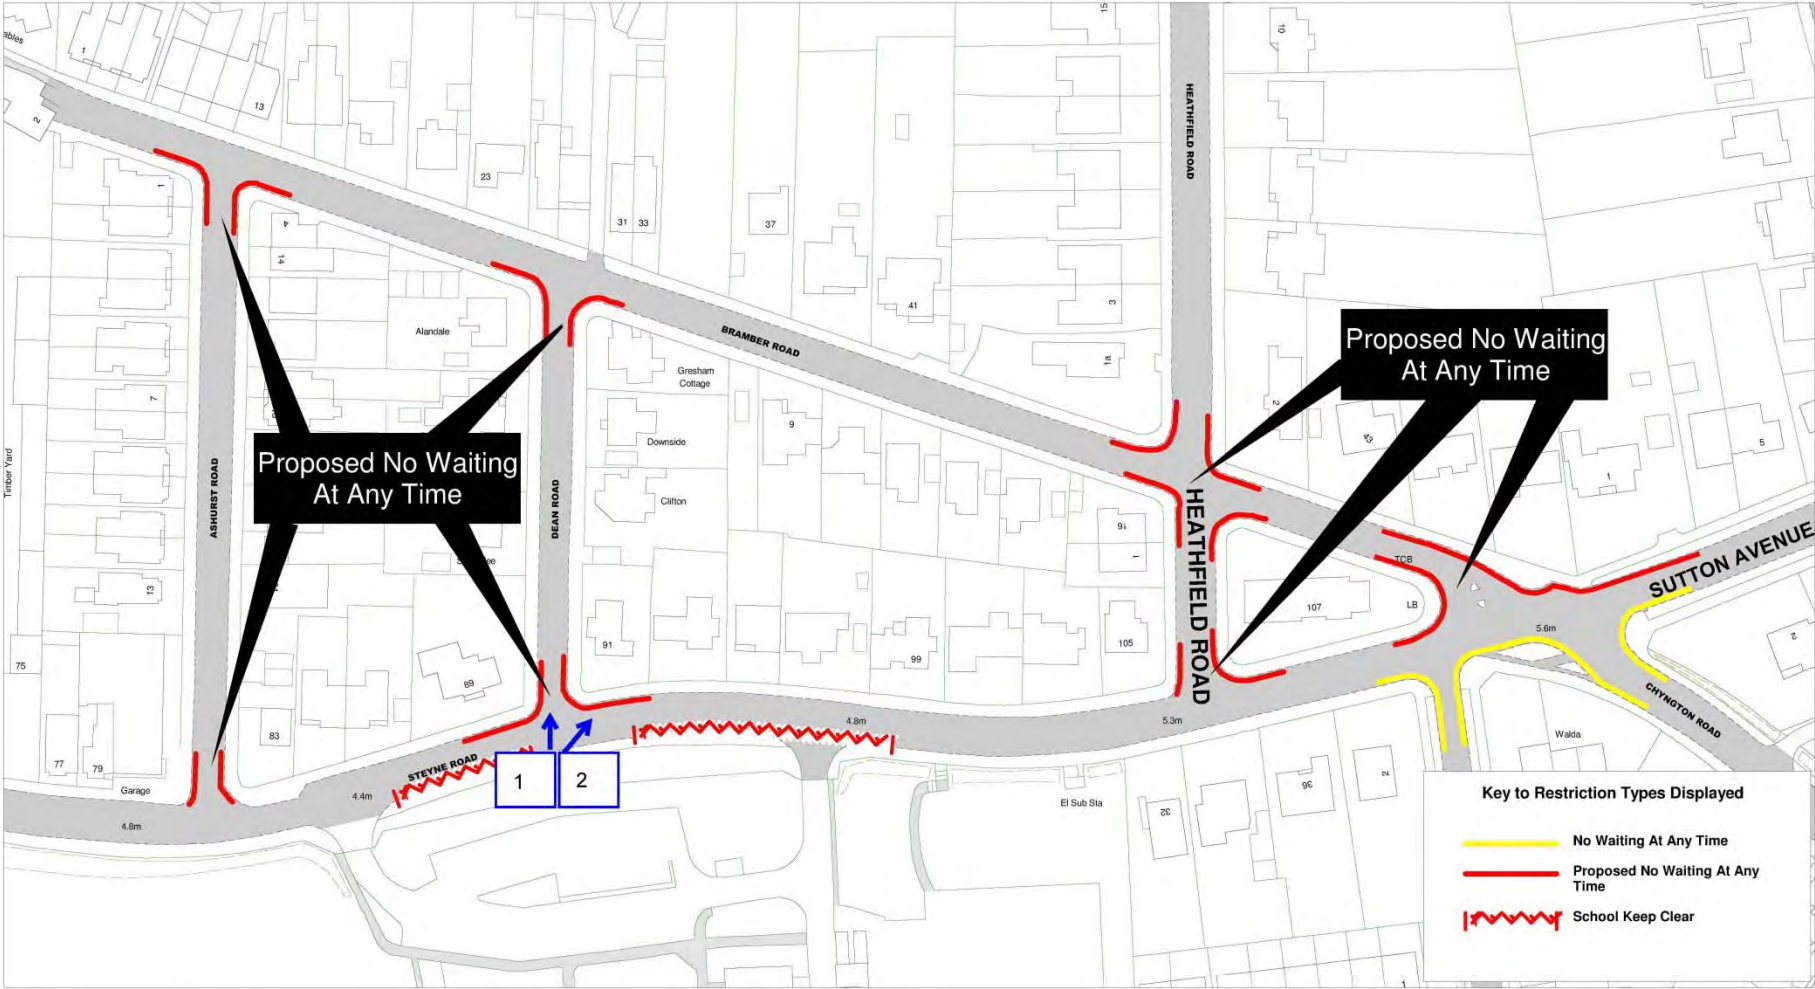 ables
1
13
2
1
4
14
23
31
33
37
41
15
10
3
1a
2
43
1
5
HEATHFIELD ROAD
BRAMBER ROAD
Alandale
Gresham
Cottage
Downside
Clifton
9
7
13
Timber Yard
ASHURST ROAD
DEAN ROAD
Proposed No Waiting
At Any Time
Proposed No Waiting
At Any Time
HEATHFIELD ROAD
SUTTON AVENUE
TCB
LB
107
16
1
105
99
91
89
83
75
77
79
Garage
4.8m
4.4m
STEYNE ROAD
1
2
4.8m
5.3m
5.6m
CHYNGTON ROAD
2
Walda
El Sub Sta
32
36
2
1
Key to Restriction Types Displayed
No Waiting At Any Time
Proposed No Waiting At Any
Time
School Keep Clear